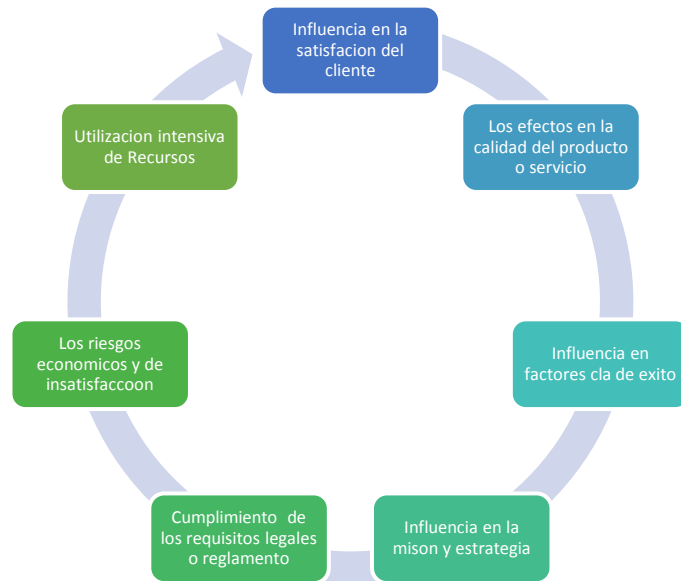 Influencia en la
satisfacion del
cliente
Los efectos en la
calidad del producto
o servicio
Influencia en
factores cla de exito
Influencia en la
mison y estrategia
Cumplimiento de
los requisitos legales
o reglamento
Los riesgos
economicos y de
insatisfaccoon
Utilizacion intensiva
de Recursos